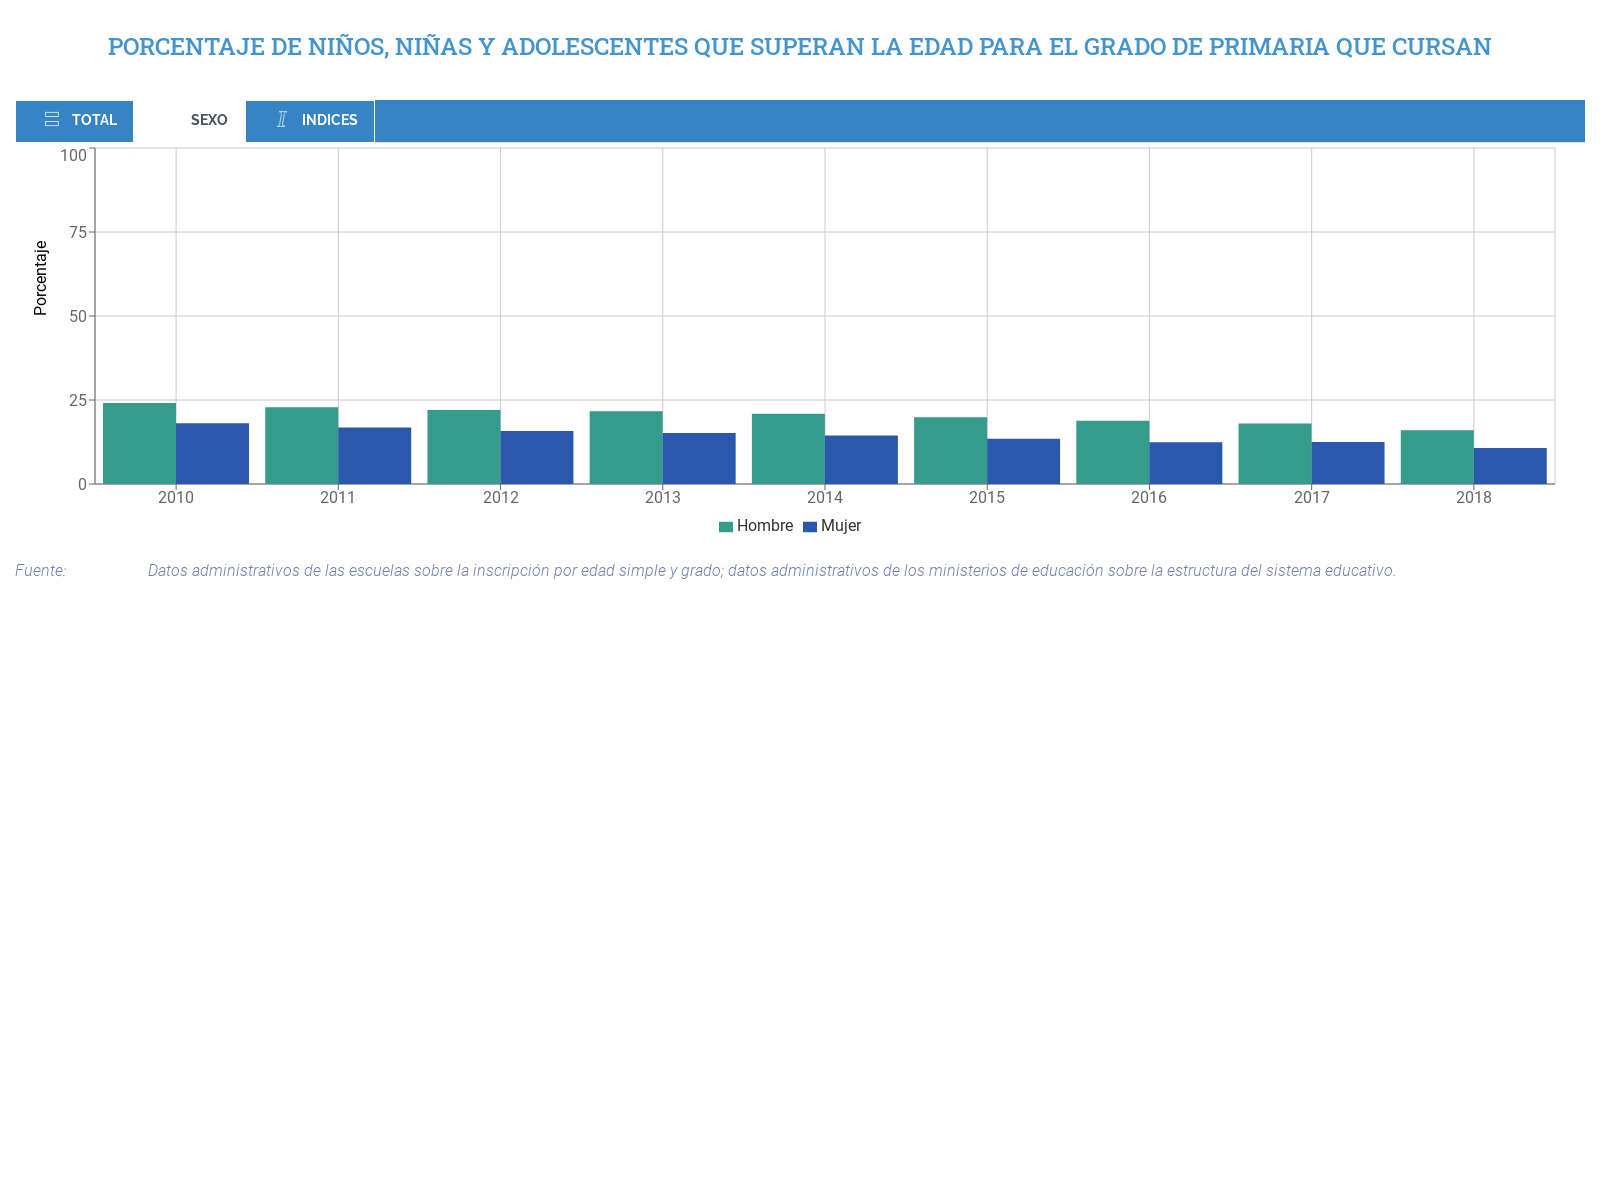 PORCENTAJE DE NIÑOS, NIÑAS Y ADOLESCENTES QUE SUPERAN LA EDAD PARA EL GRADO DE PRIMARIA QUE CURSAN
TOTAL SEXO INDICES
100
75
50
25
0
Porcentaje
2010 2011 2012 2013 2014 2015 2016 2017 2018
Hombre Mujer
Fuente: Datos administrativos de las escuelas sobre la inscripción por edad simple y grado; datos administrativos de los ministerios de educación sobre la estructura del sistema educativo.